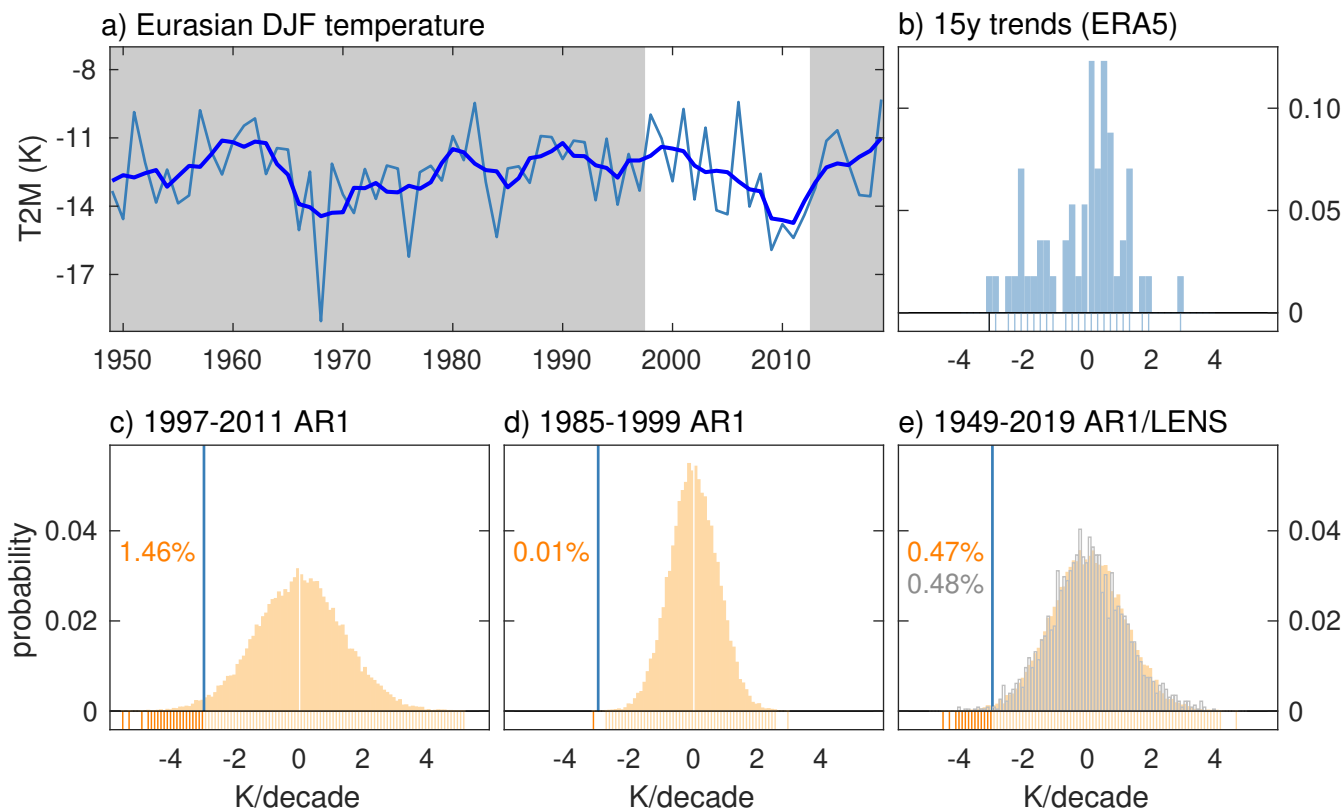 a) Eurasian DJF temperature
T2M (K)
-8
-11
-14
-17
1950 1960 1970 1980 1990 2000 2010
b) 15y trends (ERA5)
0.10
0.05
0
-4 -2 0 2 4
c) 1997-2011 AR1
probability
0.04
0.02
0
1.46%
-4 -2 0 2 4
K/decade
d) 1985-1999 AR1
0.01%
-4 -2 0 2 4
K/decade
e) 1949-2019 AR1/LENS
0.47%
0.48%
0.04
0.02
0
-4 -2 0 2 4
K/decade